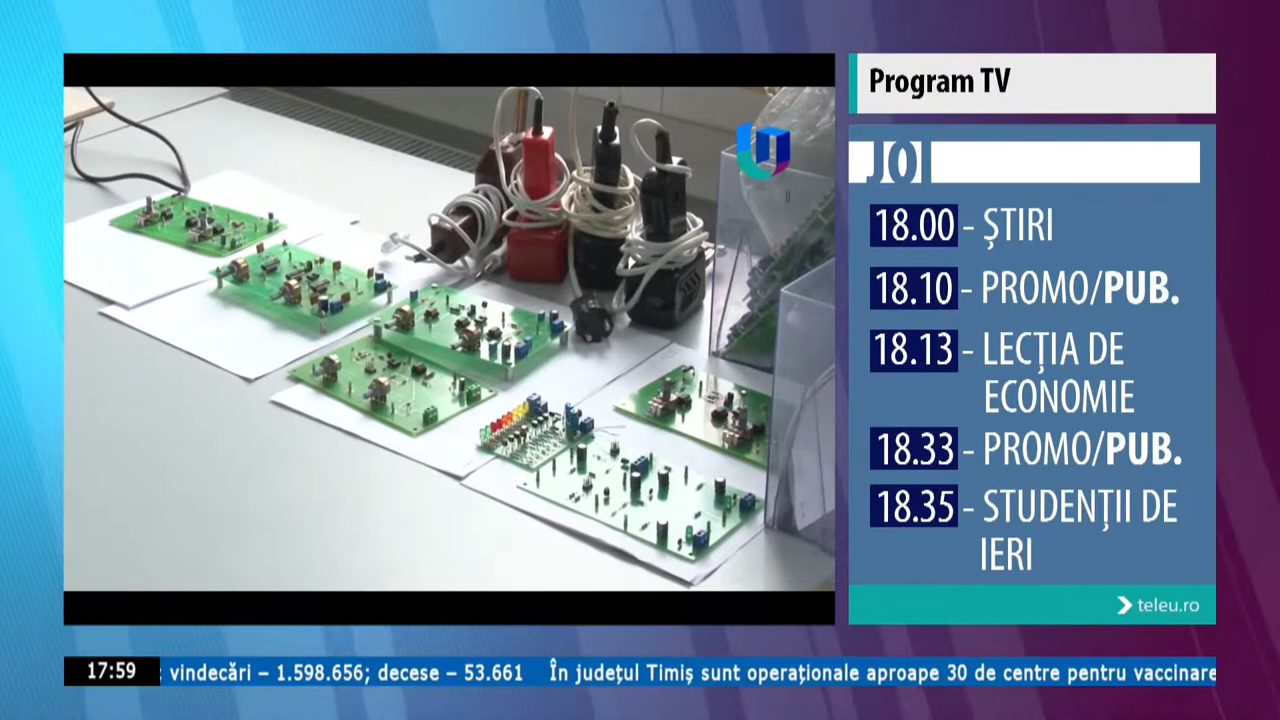 Program TV
JOI
18.00 - ȘTIRI
18.10 - PROMO/PUB.
18.13 - LECȚIA DE
ECONOMIE
18.33 - PROMO/PUB.
18.35 - STUDENȚII DE
IERI
teleu.ro
17:59 : vindecări – 1.598.656; decese – 53.661 În județul Timiș sunt operaționale aproape 30 de centre pentru vaccinare